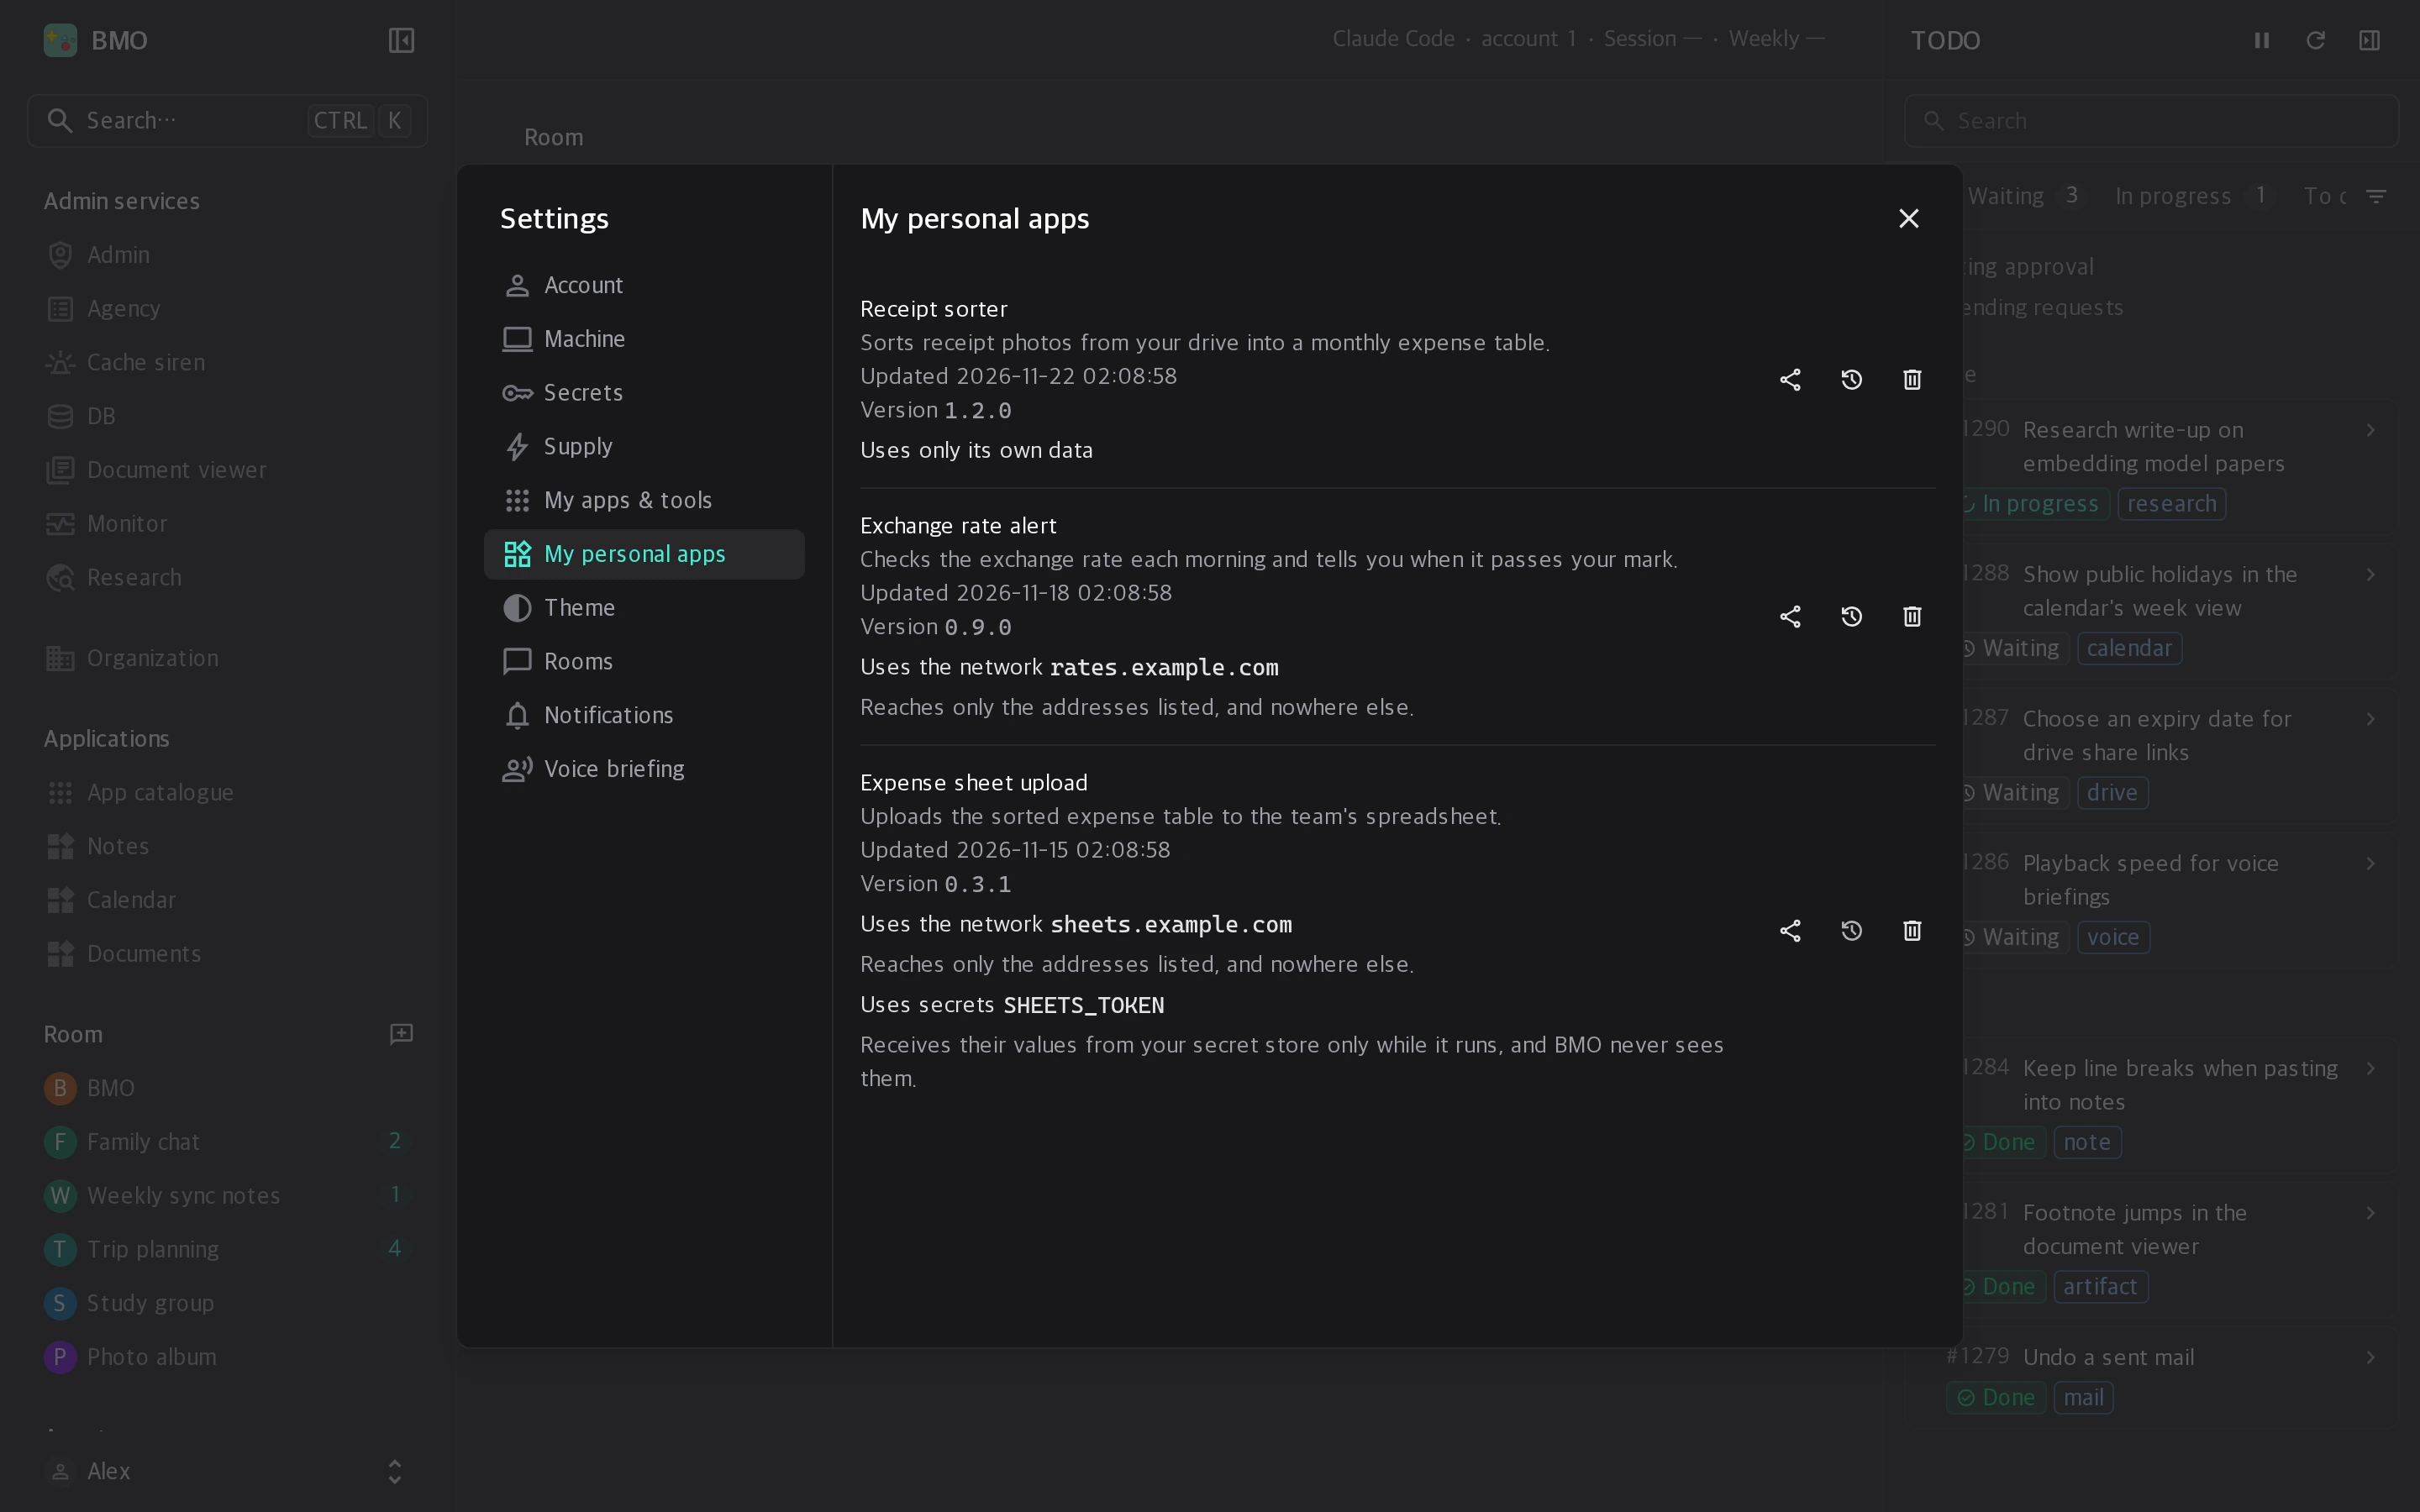 BMO
Search…
CTRL K
Admin services
Admin
Agency
Cache siren
DB
Document viewer
Monitor
Research
Organization
Applications
App catalogue
Notes
Calendar
Documents
Room
B BMO
F Family chat 2
W Weekly sync notes 1
T Trip planning 4
S Study group
P Photo album
Alex
Claude Code · account 1 · Session — · Weekly —
Room
Settings
Account
Machine
Secrets
Supply
My apps & tools
My personal apps
Theme
Rooms
Notifications
Voice briefing
My personal apps
Receipt sorter
Sorts receipt photos from your drive into a monthly expense table.
Updated 2026-11-22 02:08:58
Version 1.2.0
Uses only its own data
Exchange rate alert
Checks the exchange rate each morning and tells you when it passes your mark.
Updated 2026-11-18 02:08:58
Version 0.9.0
Uses the network rates.example.com
Reaches only the addresses listed, and nowhere else.
Expense sheet upload
Uploads the sorted expense table to the team's spreadsheet.
Updated 2026-11-15 02:08:58
Version 0.3.1
Uses the network sheets.example.com
Reaches only the addresses listed, and nowhere else.
Uses secrets SHEETS_TOKEN
Receives their values from your secret store only while it runs, and BMO never sees
them.
TODO
Search
Waiting 3 In progress 1 To
ing approval
ending requests
1290 Research write-up on
embedding model papers
In progress research
1288 Show public holidays in the
calendar's week view
Waiting calendar
1287 Choose an expiry date for
drive share links
Waiting drive
1286 Playback speed for voice
briefings
Waiting voice
1284 Keep line breaks when pasting
into notes
Done note
1281 Footnote jumps in the
document viewer
Done artifact
#1279 Undo a sent mail
Done mail